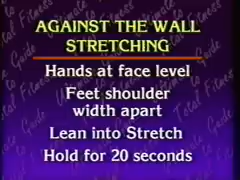 AGAINST THE WALL
STRETCHING
Hands at face level
Feet shoulder
width apart
Lean into Stretch
Hold for 20 seconds